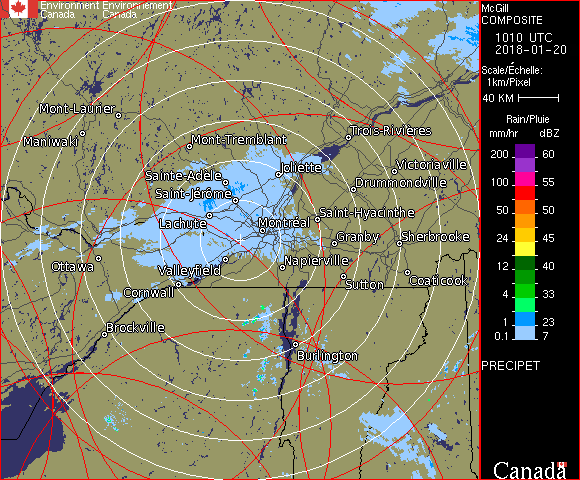 Environment Environnement
Canada Canada
McGill
COMPOSITE
1010 UTC
2018-01-20
Scale/Échelle:
1km/Pixel
40 KM
Rain/Pluie
mm/hr dBZ
200 60
100 55
50 50
24 45
12 40
4 33
1 23
0.1 7
PRECIPET
Canada
Mont-Laurier
Maniwaki
Mont-Tremblant
Trois-Rivières
Joliette
Victoriaville
Sainte-Adèle
Drummondville
Saint-Jérôme
Saint-Hyacinthe
Lachute
Montréal
Granby
Sherbrooke
Ottawa
Valleyfield
Napierville
Sutton
Coaticook
Cornwall
Brockville
Burlington